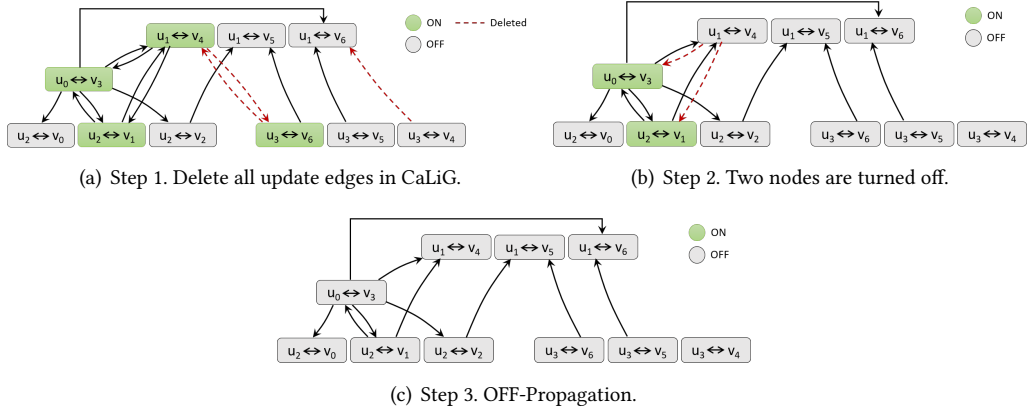 u₁ ↔ v₄ u₁ ↔ v₅ u₁ ↔ v₆
ON
Deleted
OFF
u₀ ↔ v₃
u₂ ↔ v₀ u₂ ↔ v₁ u₂ ↔ v₂ u₃ ↔ v₆ u₃ ↔ v₅ u₃ ↔ v₄
(a) Step 1. Delete all update edges in CaLiG.
u₁ ↔ v₄ u₁ ↔ v₅ u₁ ↔ v₆
ON
OFF
u₀ ↔ v₃
u₂ ↔ v₀ u₂ ↔ v₁ u₂ ↔ v₂ u₃ ↔ v₆ u₃ ↔ v₅ u₃ ↔ v₄
(b) Step 2. Two nodes are turned off.
u₁ ↔ v₄ u₁ ↔ v₅ u₁ ↔ v₆
ON
OFF
u₀ ↔ v₃
u₂ ↔ v₀ u₂ ↔ v₁ u₂ ↔ v₂ u₃ ↔ v₆ u₃ ↔ v₅ u₃ ↔ v₄
(c) Step 3. OFF-Propagation.